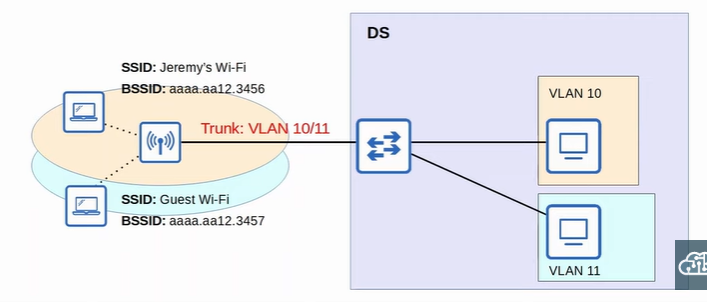 DS
SSID: Jeremy's Wi-Fi
BSSID: aaaa.aa12.3456
Trunk: VLAN 10/11
VLAN 10
SSID: Guest Wi-Fi
BSSID: aaaa.aa12.3457
VLAN 11